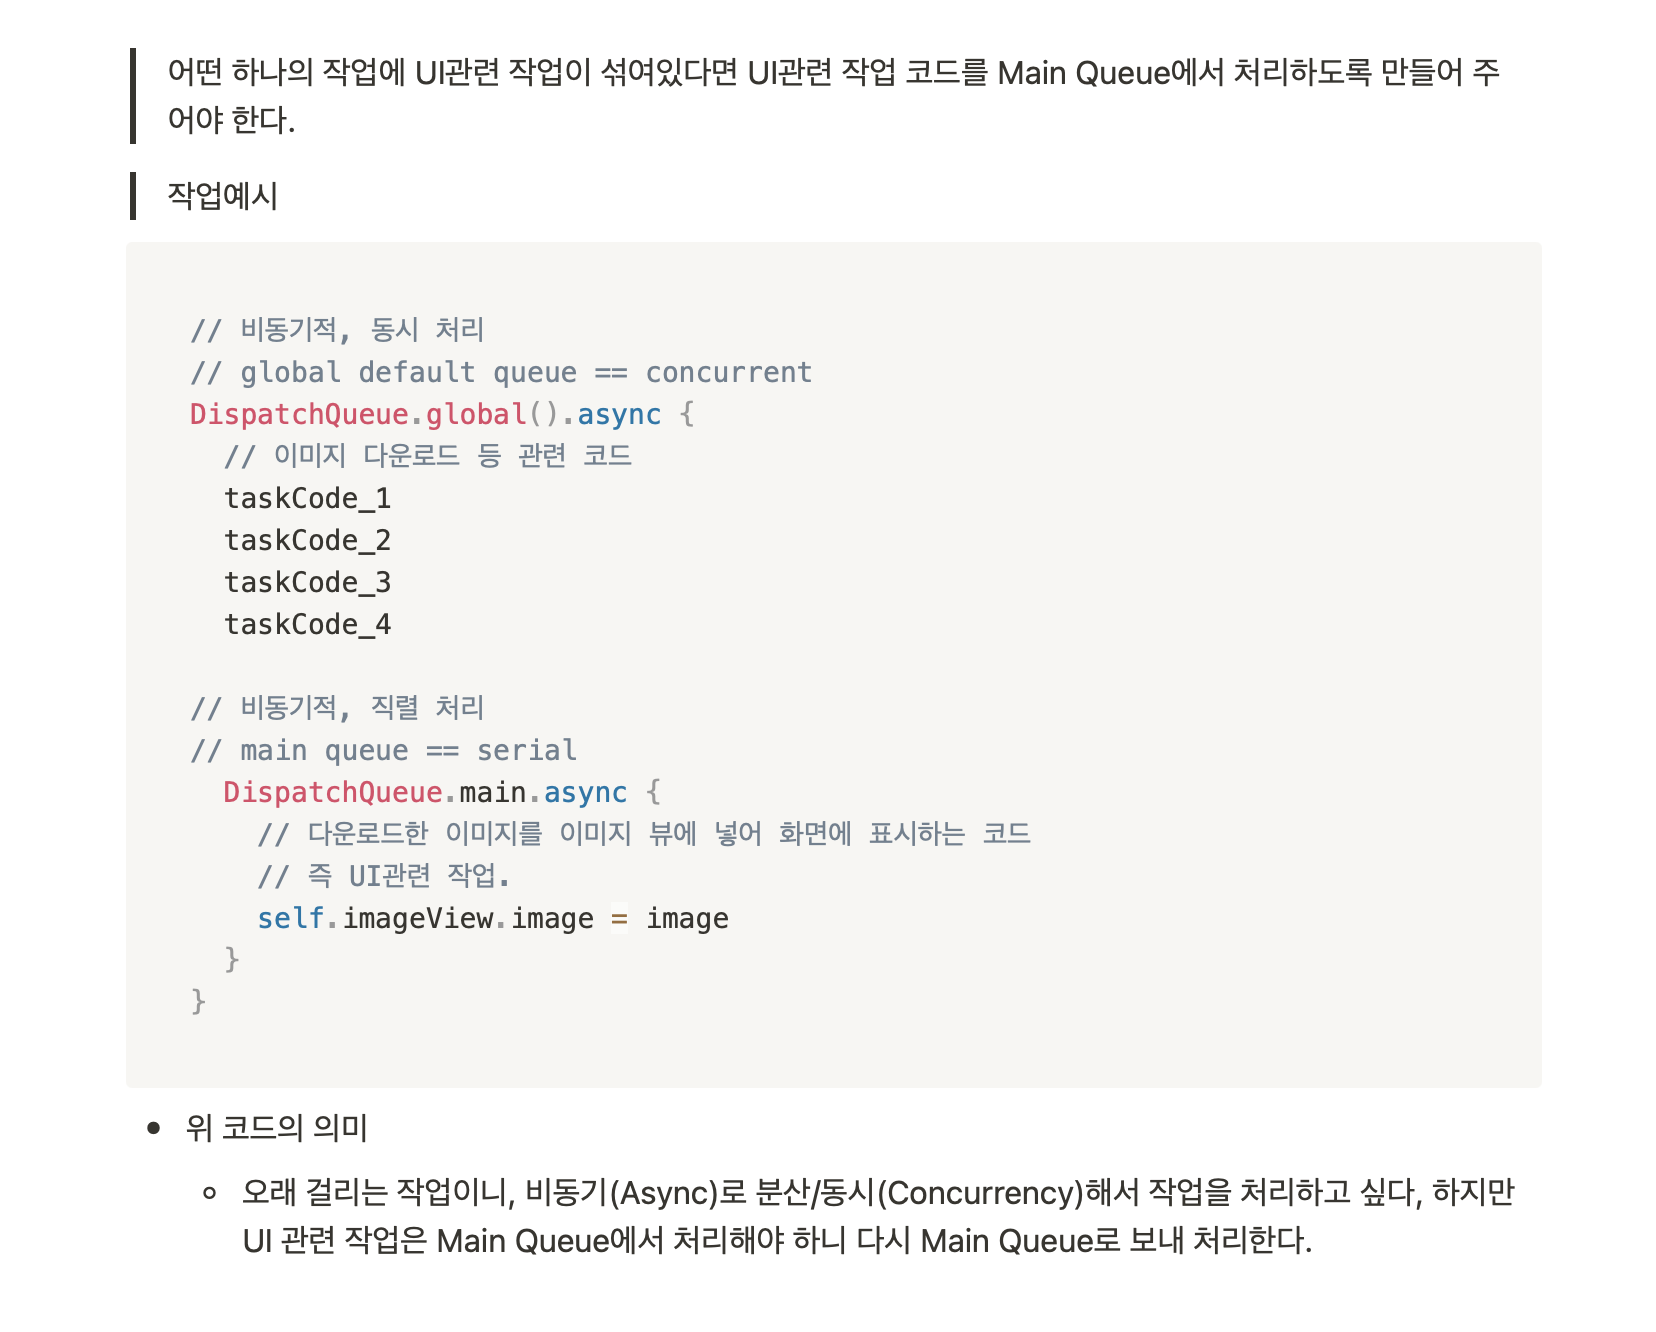 어떤 하나의 작업에 UI관련 작업이 섞여있다면 UI관련 작업 코드를 Main Queue에서 처리하도록 만들어 주
어야 한다.
작업예시
// 비동기적, 동시 처리
// global default queue == concurrent
DispatchQueue.global().async {
  // 이미지 다운로드 등 관련 코드
  taskCode_1
  taskCode_2
  taskCode_3
  taskCode_4
// 비동기적, 직렬 처리
// main queue == serial
  DispatchQueue.main.async {
    // 다운로드한 이미지를 이미지 뷰에 넣어 화면에 표시하는 코드
    // 즉 UI관련 작업.
    self.imageView.image = image
  }
}
• 위 코드의 의미
◦ 오래 걸리는 작업이니, 비동기(Async)로 분산/동시(Concurrency)해서 작업을 처리하고 싶다, 하지만
UI 관련 작업은 Main Queue에서 처리해야 하니 다시 Main Queue로 보내 처리한다.